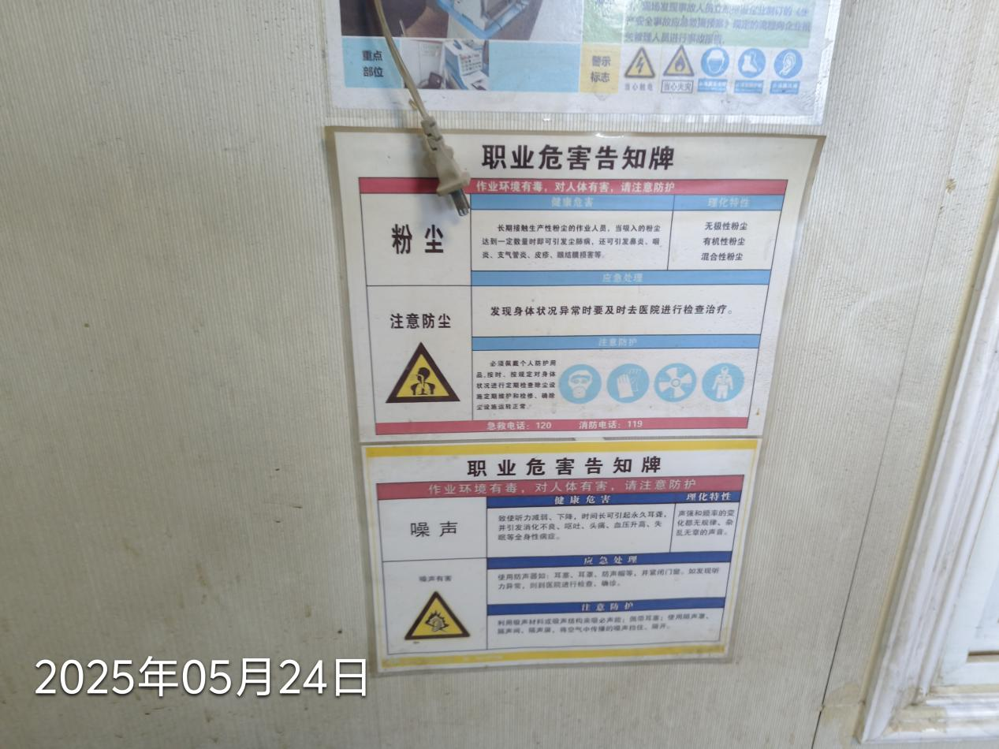 现场发现事故人员立即按企业制订的《生
产安全事故应急救援预案》规定的流程向企业相
关管理人员进行事故报告。
重点
部位
警示
标志
当心触电
当心火灾
职业危害告知牌
作业环境有毒，对人体有害，请注意防护
健康危害
理化特性
粉尘
长期接触生产性粉尘的作业人员，当吸入的粉尘
达到一定数量时即可引发尘肺病，还可引发鼻炎、咽
炎、支气管炎、皮疹、眼结膜损害等。
无极性粉尘
有机性粉尘
混合性粉尘
应急处理
发现身体状况异常时要及时去医院进行检查治疗。
注意防尘
注意防护
必须佩戴个人防护用
品,按时、按规定对身体
状况进行定期检查除尘设
施定期维护和检修、确除
尘设施运转正常。
急救电话：120 消防电话：119
职业危害告知牌
作业环境有毒，对人体有害，请注意防护
健康危害
理化特性
噪声
致使听力减弱、下降，时间长可引起永久耳聋，
并引发消化不良、呕吐、头痛、血压升高、失
眠等全身性病症。
声强和频率的变
化都无规律、杂
乱无章的声音。
应急处理
噪声有害
使用防声器如：耳塞、耳罩、防声帽等，并紧闭门窗。如发现听
力异常，则到医院进行检查、确诊。
注意防护
利用吸声材料或吸声结构来吸必声能；佩带耳塞；使用隔声罩、
隔声间、隔声屏，将空气中传播的噪声挡住、隔开。
2025年05月24日